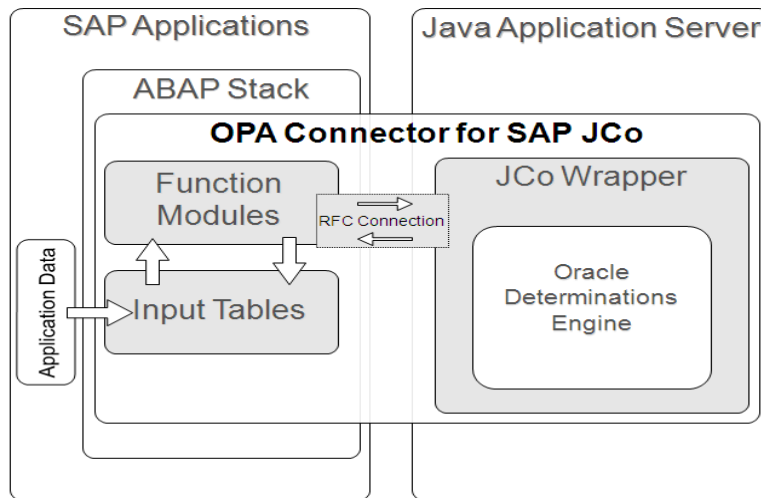 SAP Applications
Java Application Server
ABAP Stack
OPA Connector for SAP JCo
Function
Modules
JCo Wrapper
RFC Connection
Application Data
Input Tables
Oracle
Determinations
Engine